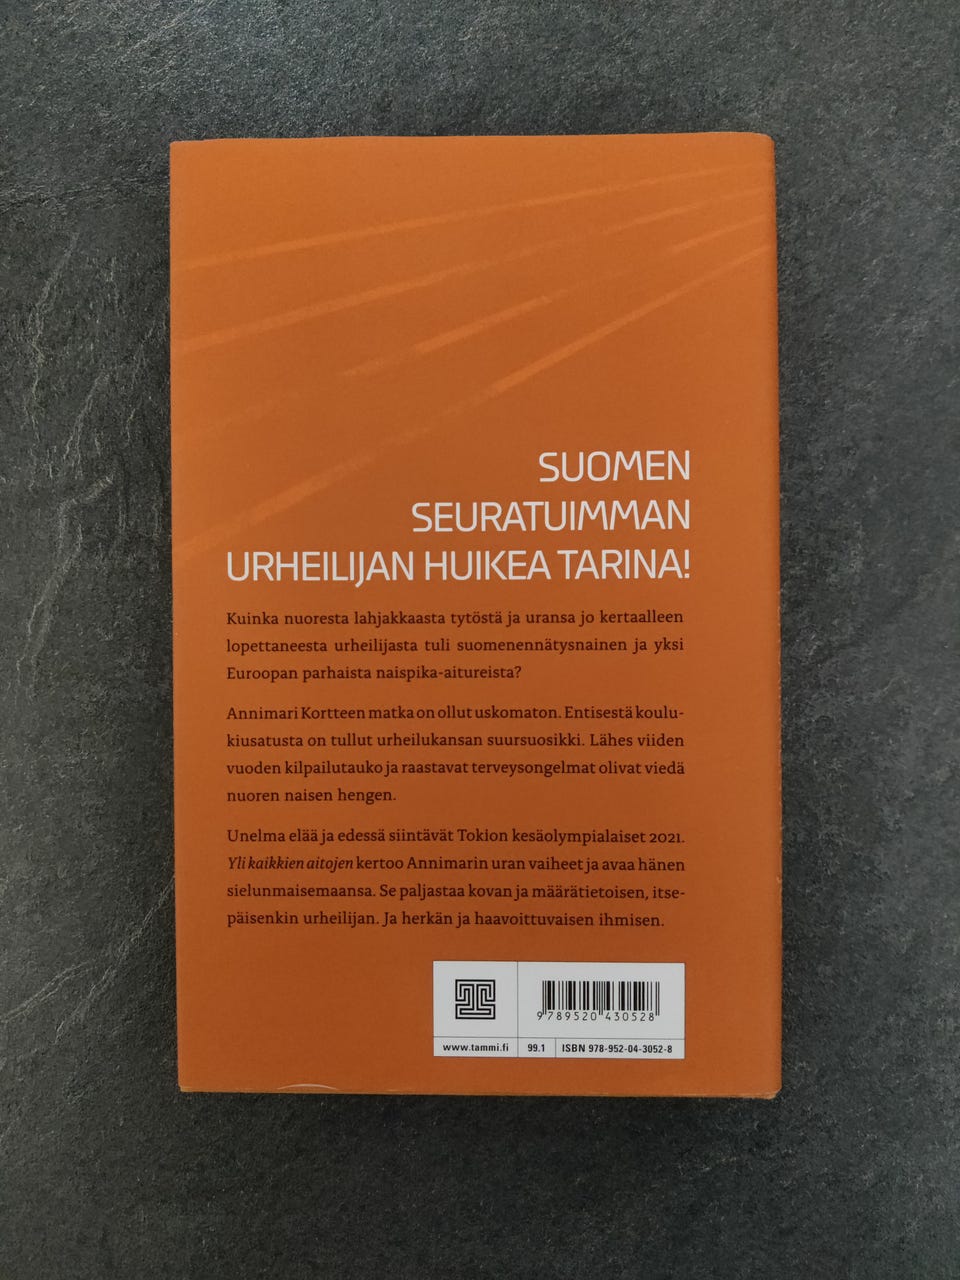 SUOMEN
SEURATUIMMAN
URHEILIJAN HUIKEA TARINA!
Kuinka nuoresta lahjakkaasta tytöstä ja uransa jo kertaalleen
lopettaneesta urheilijasta tuli suomenennätysnainen ja yksi
Euroopan parhaista naispika-aitureista?
Annimari Kortteen matka on ollut uskomaton. Entisestä koulu-
kiusatusta on tullut urheilukansan suursuosikki. Lähes viiden
vuoden kilpailutauko ja raastavat terveysongelmat olivat viedä
nuoren naisen hengen.
Unelma elää ja edessä siintävät Tokion kesäolympialaiset 2021.
Yli kaikkien aitojen kertoo Annimarin uran vaiheet ja avaa hänen
sielunmaisemaansa. Se paljastaa kovan ja määrätietoisen, itse-
päisenkin urheilijan. Ja herkän ja haavoittuvaisen ihmisen.
9 789520 430528
www.tammi.fi 99.1 ISBN 978-952-04-3052-8